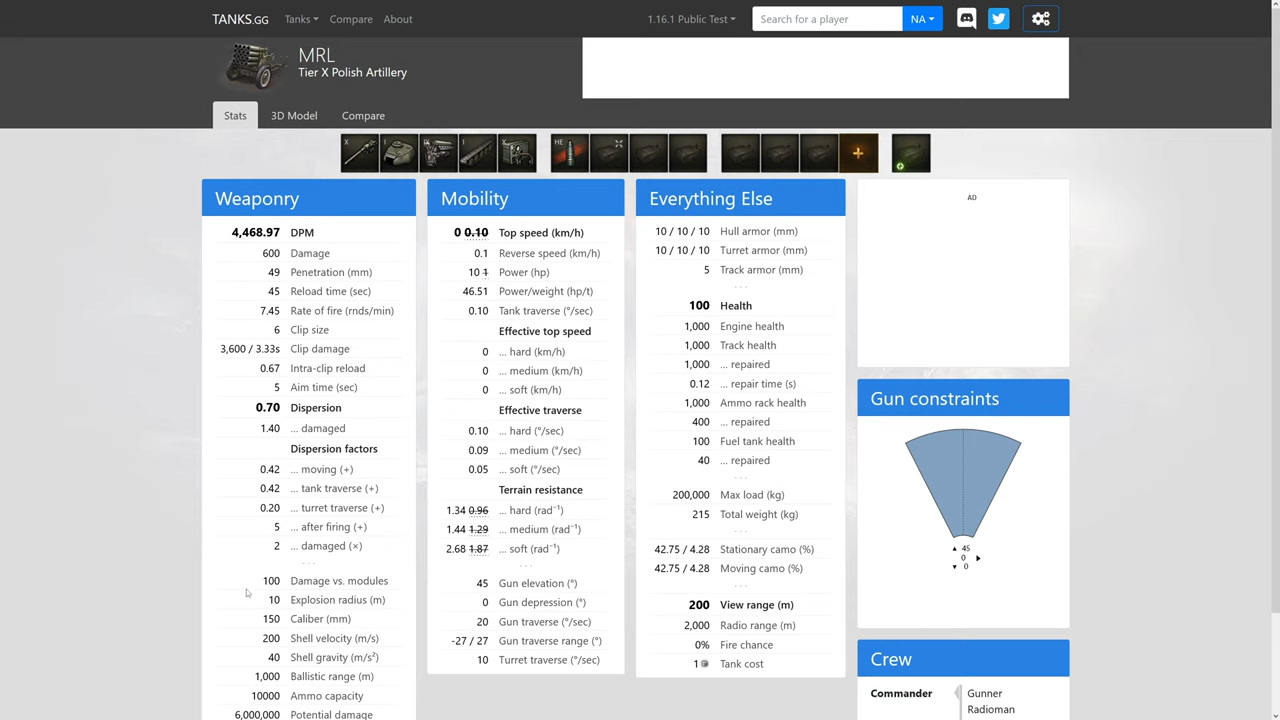 TANKS.GG Tanks Compare About 1.16.1 Public Test Search for a player NA
MRL
Tier X Polish Artillery
Stats 3D Model Compare
X I IX I X HE
Weaponry
4,468.97 DPM
600 Damage
49 Penetration (mm)
45 Reload time (sec)
7.45 Rate of fire (rnds/min)
6 Clip size
3,600 / 3.33s Clip damage
0.67 Intra-clip reload
5 Aim time (sec)
0.70 Dispersion
1.40 ... damaged
Dispersion factors
0.42 ... moving (+)
0.42 ... tank traverse (+)
0.20 ... turret traverse (+)
5 ... after firing (+)
2 ... damaged (×)
...
100 Damage vs. modules
10 Explosion radius (m)
150 Caliber (mm)
200 Shell velocity (m/s)
40 Shell gravity (m/s²)
1,000 Ballistic range (m)
10000 Ammo capacity
6,000,000 Potential damage
Mobility
0 0.10 Top speed (km/h)
0.1 Reverse speed (km/h)
10 1 Power (hp)
46.51 Power/weight (hp/t)
0.10 Tank traverse (°/sec)
Effective top speed
0 ... hard (km/h)
0 ... medium (km/h)
0 ... soft (km/h)
Effective traverse
0.10 ... hard (°/sec)
0.09 ... medium (°/sec)
0.05 ... soft (°/sec)
Terrain resistance
1.34 0.96 ... hard (rad⁻¹)
1.44 1.29 ... medium (rad⁻¹)
2.68 1.87 ... soft (rad⁻¹)
...
45 Gun elevation (°)
0 Gun depression (°)
20 Gun traverse (°/sec)
-27 / 27 Gun traverse range (°)
10 Turret traverse (°/sec)
Everything Else
10 / 10 / 10 Hull armor (mm)
10 / 10 / 10 Turret armor (mm)
5 Track armor (mm)
...
100 Health
1,000 Engine health
1,000 Track health
1,000 ... repaired
0.12 ... repair time (s)
1,000 Ammo rack health
400 ... repaired
100 Fuel tank health
40 ... repaired
...
200,000 Max load (kg)
215 Total weight (kg)
...
42.75 / 4.28 Stationary camo (%)
42.75 / 4.28 Moving camo (%)
...
200 View range (m)
2,000 Radio range (m)
0% Fire chance
1 Tank cost
AD
Gun constraints
45
0
0
Crew
Commander Gunner
Radioman